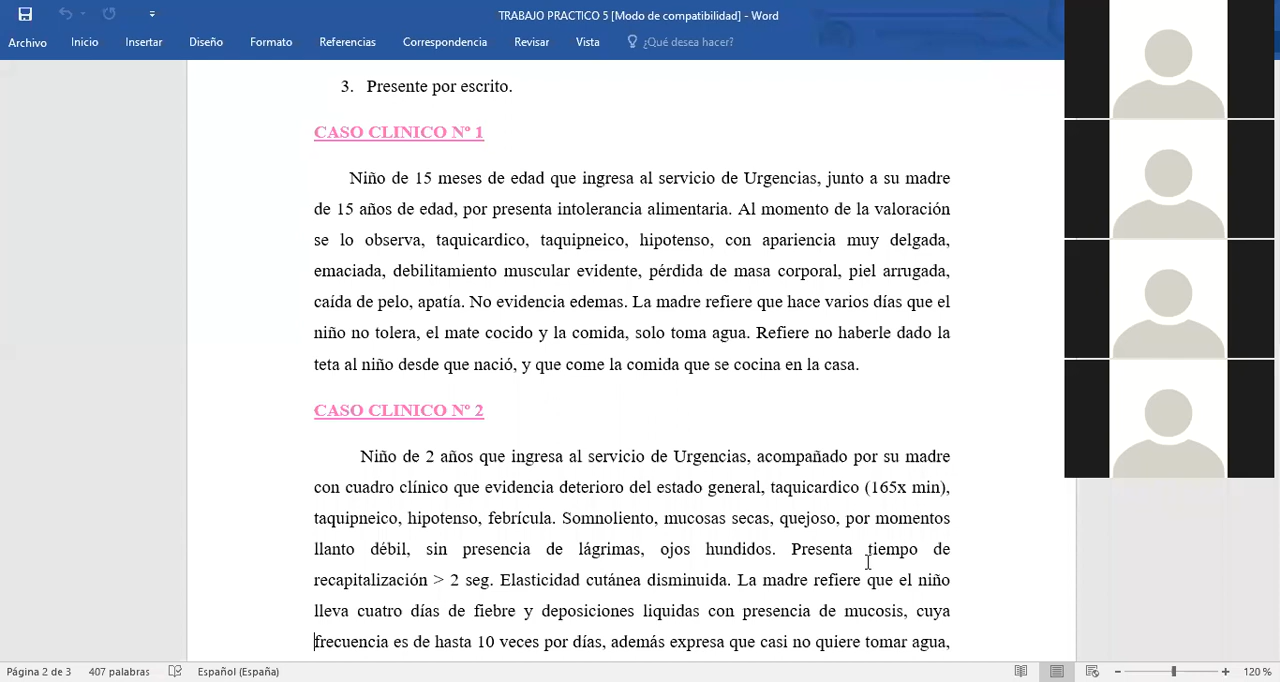 TRABAJO PRACTICO 5 [Modo de compatibilidad] - Word
Archivo Inicio Insertar Diseño Formato Referencias Correspondencia Revisar Vista ¿Qué desea hacer?
3. Presente por escrito.
CASO CLINICO Nº 1
Niño de 15 meses de edad que ingresa al servicio de Urgencias, junto a su madre
de 15 años de edad, por presenta intolerancia alimentaria. Al momento de la valoración
se lo observa, taquicardico, taquipneico, hipotenso, con apariencia muy delgada,
emaciada, debilitamiento muscular evidente, pérdida de masa corporal, piel arrugada,
caída de pelo, apatía. No evidencia edemas. La madre refiere que hace varios días que el
niño no tolera, el mate cocido y la comida, solo toma agua. Refiere no haberle dado la
teta al niño desde que nació, y que come la comida que se cocina en la casa.
CASO CLINICO Nº 2
Niño de 2 años que ingresa al servicio de Urgencias, acompañado por su madre
con cuadro clínico que evidencia deterioro del estado general, taquicardico (165x min),
taquipneico, hipotenso, febrícula. Somnoliento, mucosas secas, quejoso, por momentos
llanto débil, sin presencia de lágrimas, ojos hundidos. Presenta tiempo de
recapitalización > 2 seg. Elasticidad cutánea disminuida. La madre refiere que el niño
lleva cuatro días de fiebre y deposiciones liquidas con presencia de mucosis, cuya
frecuencia es de hasta 10 veces por días, además expresa que casi no quiere tomar agua,
Página 2 de 3 407 palabras Español (España) 120 %